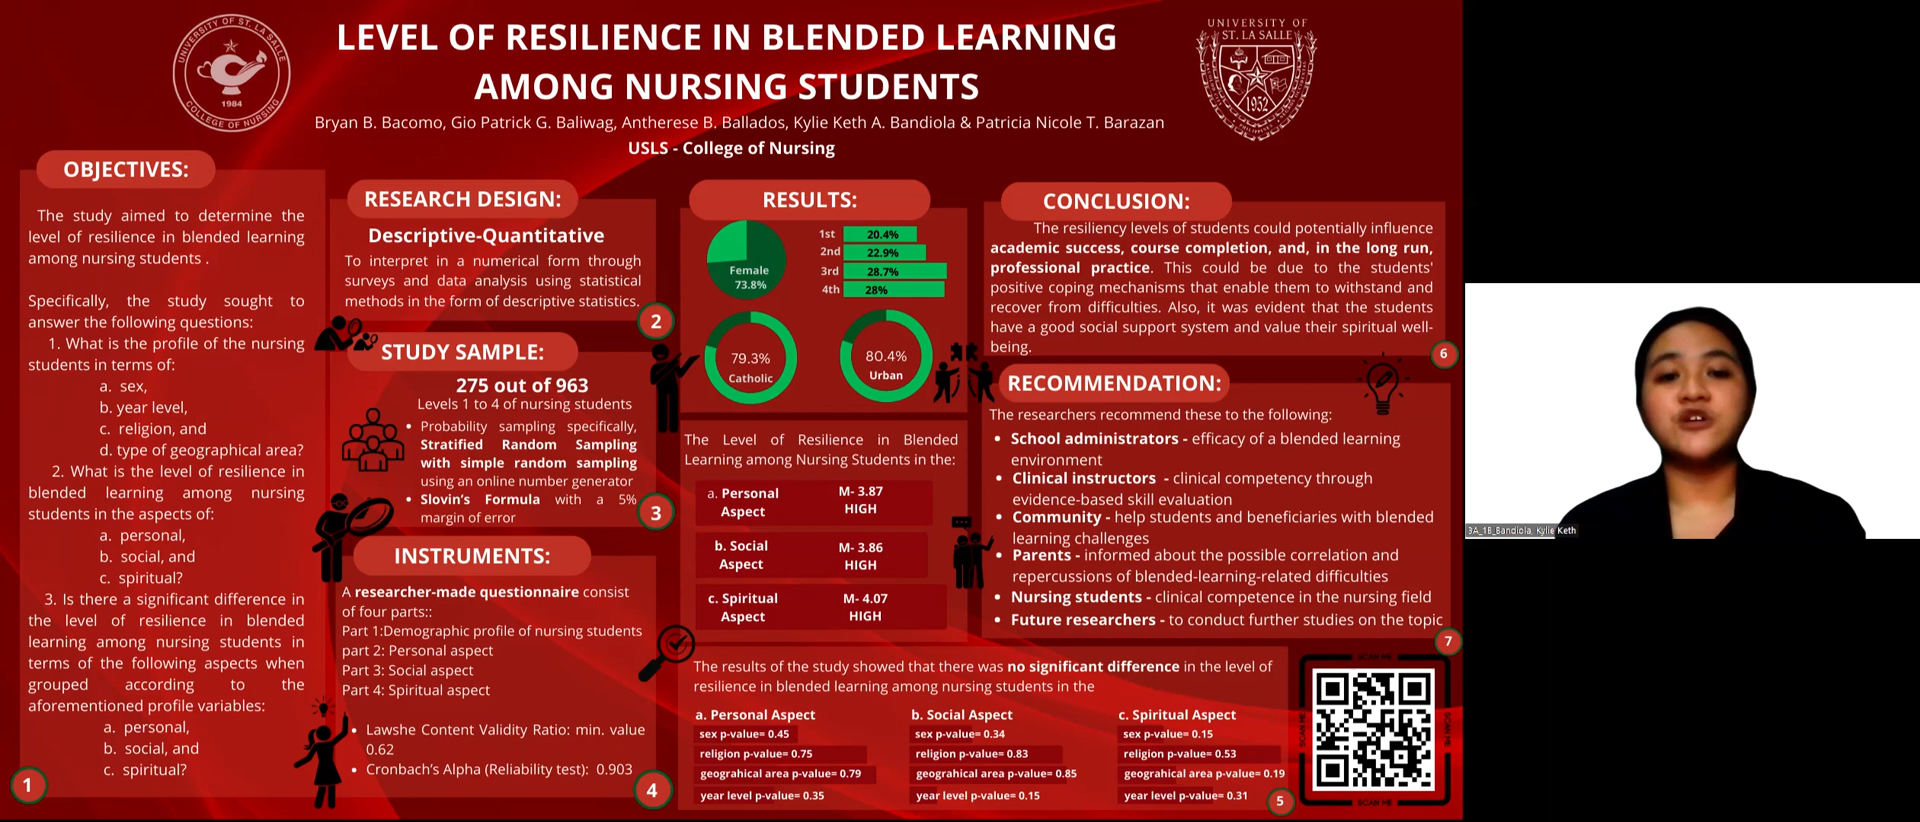 UNIVERSITY OF ST. LA SALLE
COLLEGE OF NURSING
1984
LEVEL OF RESILIENCE IN BLENDED LEARNING
AMONG NURSING STUDENTS
Bryan B. Bacomo, Gio Patrick G. Baliwag, Antherese B. Ballados, Kylie Keth A. Bandiola & Patricia Nicole T. Barazan
USLS - College of Nursing
UNIVERSITY OF
ST. LA SALLE
1952
OBJECTIVES:
The study aimed to determine the
level of resilience in blended learning
among nursing students .
Specifically, the study sought to
answer the following questions:
1. What is the profile of the nursing
students in terms of:
a. sex,
b. year level,
c. religion, and
d. type of geographical area?
2. What is the level of resilience in
blended learning among nursing
students in the aspects of:
a. personal,
b. social, and
c. spiritual?
3. Is there a significant difference in
the level of resilience in blended
learning among nursing students in
terms of the following aspects when
grouped according to the
aforementioned profile variables:
a. personal,
b. social, and
c. spiritual?
1
RESEARCH DESIGN:
Descriptive-Quantitative
To interpret in a numerical form through
surveys and data analysis using statistical
methods in the form of descriptive statistics.
2
STUDY SAMPLE:
275 out of 963
Levels 1 to 4 of nursing students
• Probability sampling specifically,
Stratified Random Sampling
with simple random sampling
using an online number generator
• Slovin's Formula with a 5%
margin of error
3
INSTRUMENTS:
A researcher-made questionnaire consist
of four parts::
Part 1:Demographic profile of nursing students
part 2: Personal aspect
Part 3: Social aspect
Part 4: Spiritual aspect
• Lawshe Content Validity Ratio: min. value
0.62
• Cronbach's Alpha (Reliability test): 0.903
4
RESULTS:
Female
73.8%
1st 20.4%
2nd 22.9%
3rd 28.7%
4th 28%
79.3%
Catholic
80.4%
Urban
The Level of Resilience in Blended
Learning among Nursing Students in the:
a. Personal
Aspect
M- 3.87
HIGH
b. Social
Aspect
M- 3.86
HIGH
c. Spiritual
Aspect
M- 4.07
HIGH
The results of the study showed that there was no significant difference in the level of
resilience in blended learning among nursing students in the
a. Personal Aspect
sex p-value= 0.45
religion p-value= 0.75
geograhical area p-value= 0.79
year level p-value= 0.35
b. Social Aspect
sex p-value= 0.34
religion p-value= 0.83
geograhical area p-value= 0.85
year level p-value= 0.15
c. Spiritual Aspect
sex p-value= 0.15
religion p-value= 0.53
geograhical area p-value= 0.19
year level p-value= 0.31
5
CONCLUSION:
The resiliency levels of students could potentially influence
academic success, course completion, and, in the long run,
professional practice. This could be due to the students'
positive coping mechanisms that enable them to withstand and
recover from difficulties. Also, it was evident that the students
have a good social support system and value their spiritual well-
being.
6
RECOMMENDATION:
The researchers recommend these to the following:
• School administrators - efficacy of a blended learning
environment
• Clinical instructors - clinical competency through
evidence-based skill evaluation
• Community - help students and beneficiaries with blended
learning challenges
• Parents - informed about the possible correlation and
repercussions of blended-learning-related difficulties
• Nursing students - clinical competence in the nursing field
• Future researchers - to conduct further studies on the topic
7
SCAN ME
SCAN ME
SCAN ME
SCAN ME
3A_1B_Bandiola, Kylie Keth